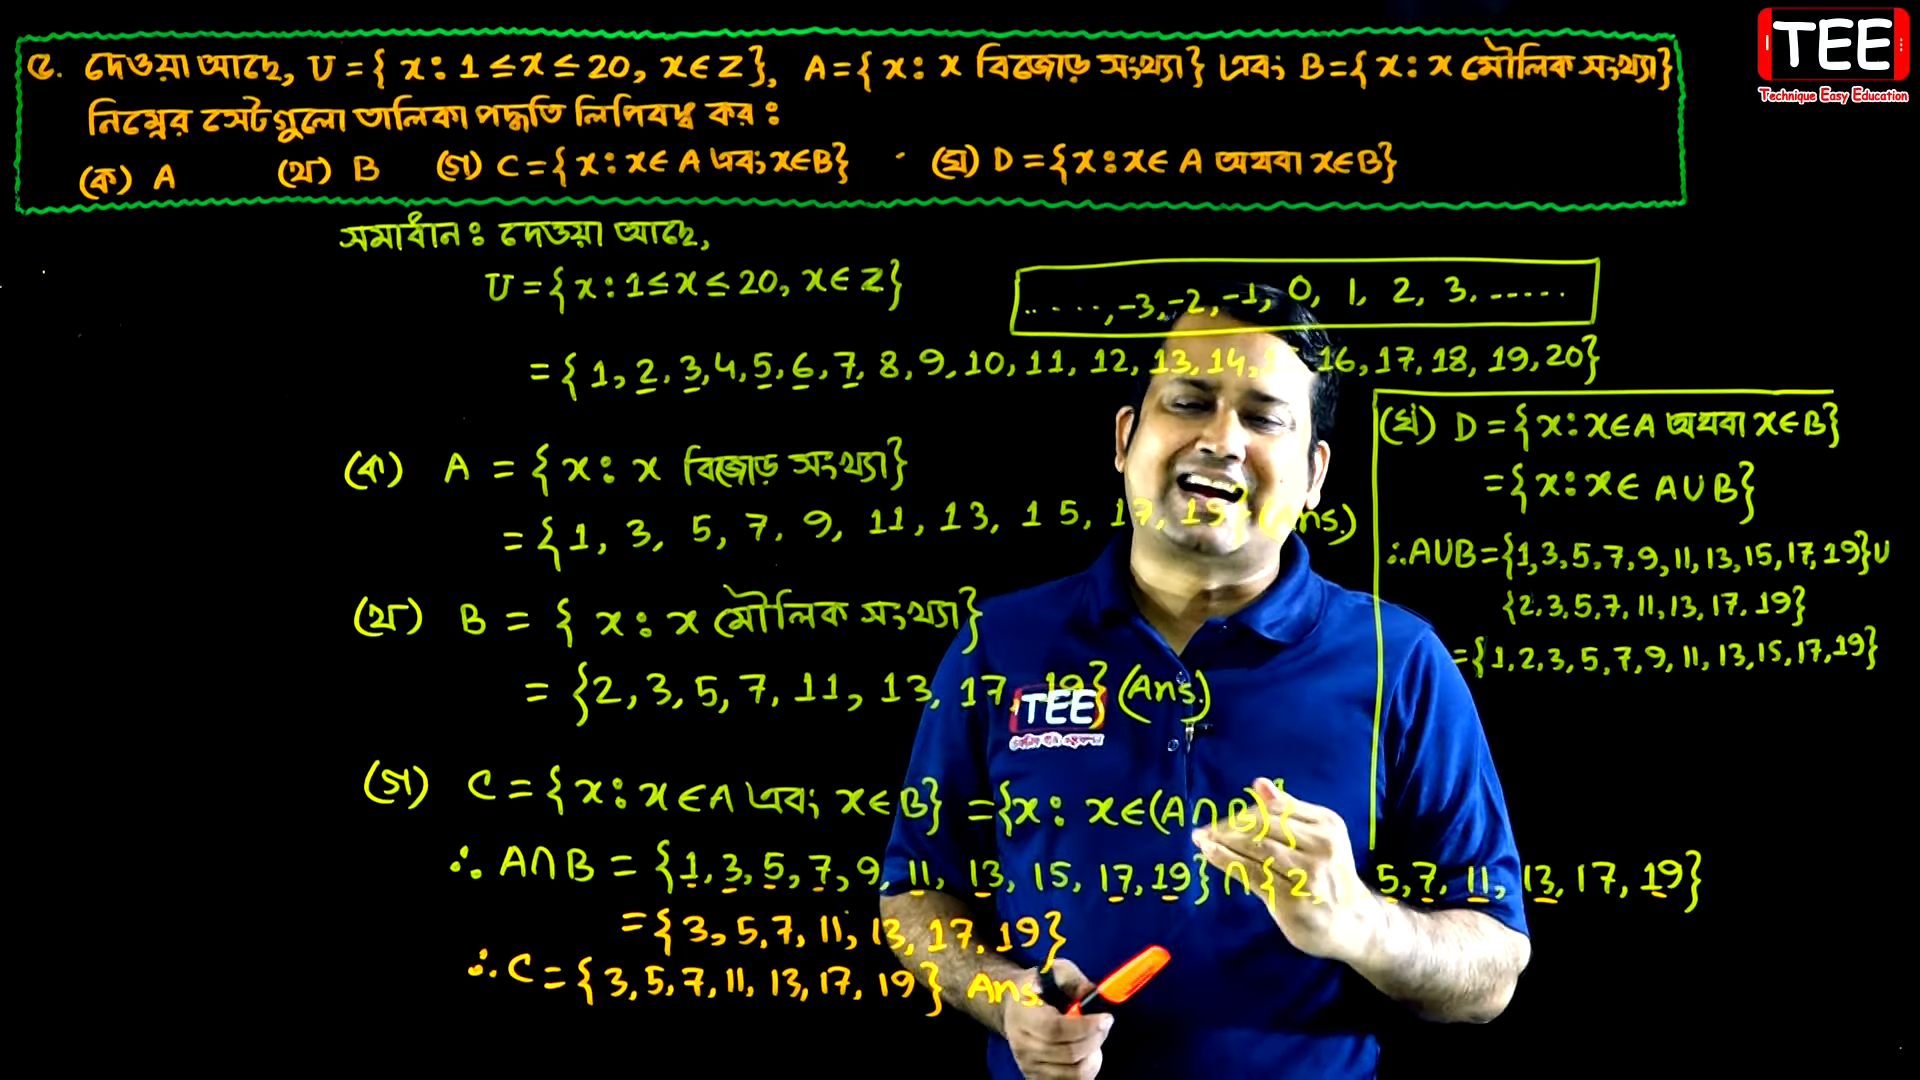 ৫. দেওয়া আছে, U = { x : 1 ≤ x ≤ 20, x ∈ Z }, A = { x : x বিজোড় সংখ্যা } এবং B = { x : x মৌলিক সংখ্যা }
নিম্নের সেটগুলো তালিকা পদ্ধতি লিপিবদ্ধ কর :
(ক) A (খ) B (গ) C = { x : x ∈ A এবং x ∈ B } (ঘ) D = { x : x ∈ A অথবা x ∈ B }
TEE
Technique Easy Education
সমাধান : দেওয়া আছে,
U = { x : 1 ≤ x ≤ 20, x ∈ Z }
.....,-3,-2,-1, 0, 1, 2, 3. ......
= { 1, 2, 3, 4, 5, 6, 7, 8, 9, 10, 11, 12, 13, 14, 16, 17, 18, 19, 20 }
(ক) A = { x : x বিজোড় সংখ্যা }
= { 1, 3, 5, 7, 9, 11, 13, 15, 17, 15 (Ans.)
(খ) B = { x : x মৌলিক সংখ্যা }
= { 2, 3, 5, 7, 11, 13, 17, 19 } (Ans.)
TEE
(গ) C = { x : x ∈ A এবং x ∈ B } = { x : x ∈ (A ∩ B) }
∴ A ∩ B = { 1, 3, 5, 7, 9, 11, 13, 15, 17, 19 } ∩ { 2, 5, 7, 11, 13, 17, 19 }
= { 3, 5, 7, 11, 13, 17, 19 }
∴ C = { 3, 5, 7, 11, 13, 17, 19 } Ans.
(ঘ) D = { x : x ∈ A অথবা x ∈ B }
= { x : x ∈ A ∪ B }
∴ A ∪ B = { 1, 3, 5, 7, 9, 11, 13, 15, 17, 19 } ∪
{ 2, 3, 5, 7, 11, 13, 17. 19 }
= { 1, 2, 3, 5, 7, 9, 11, 13, 15, 17, 19 }